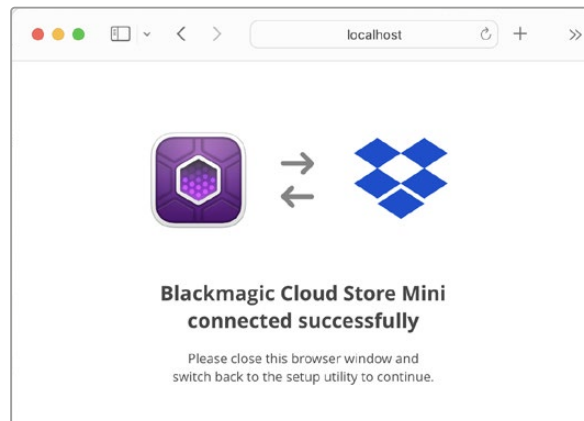 localhost
Blackmagic Cloud Store Mini
connected successfully
Please close this browser window and
switch back to the setup utility to continue.